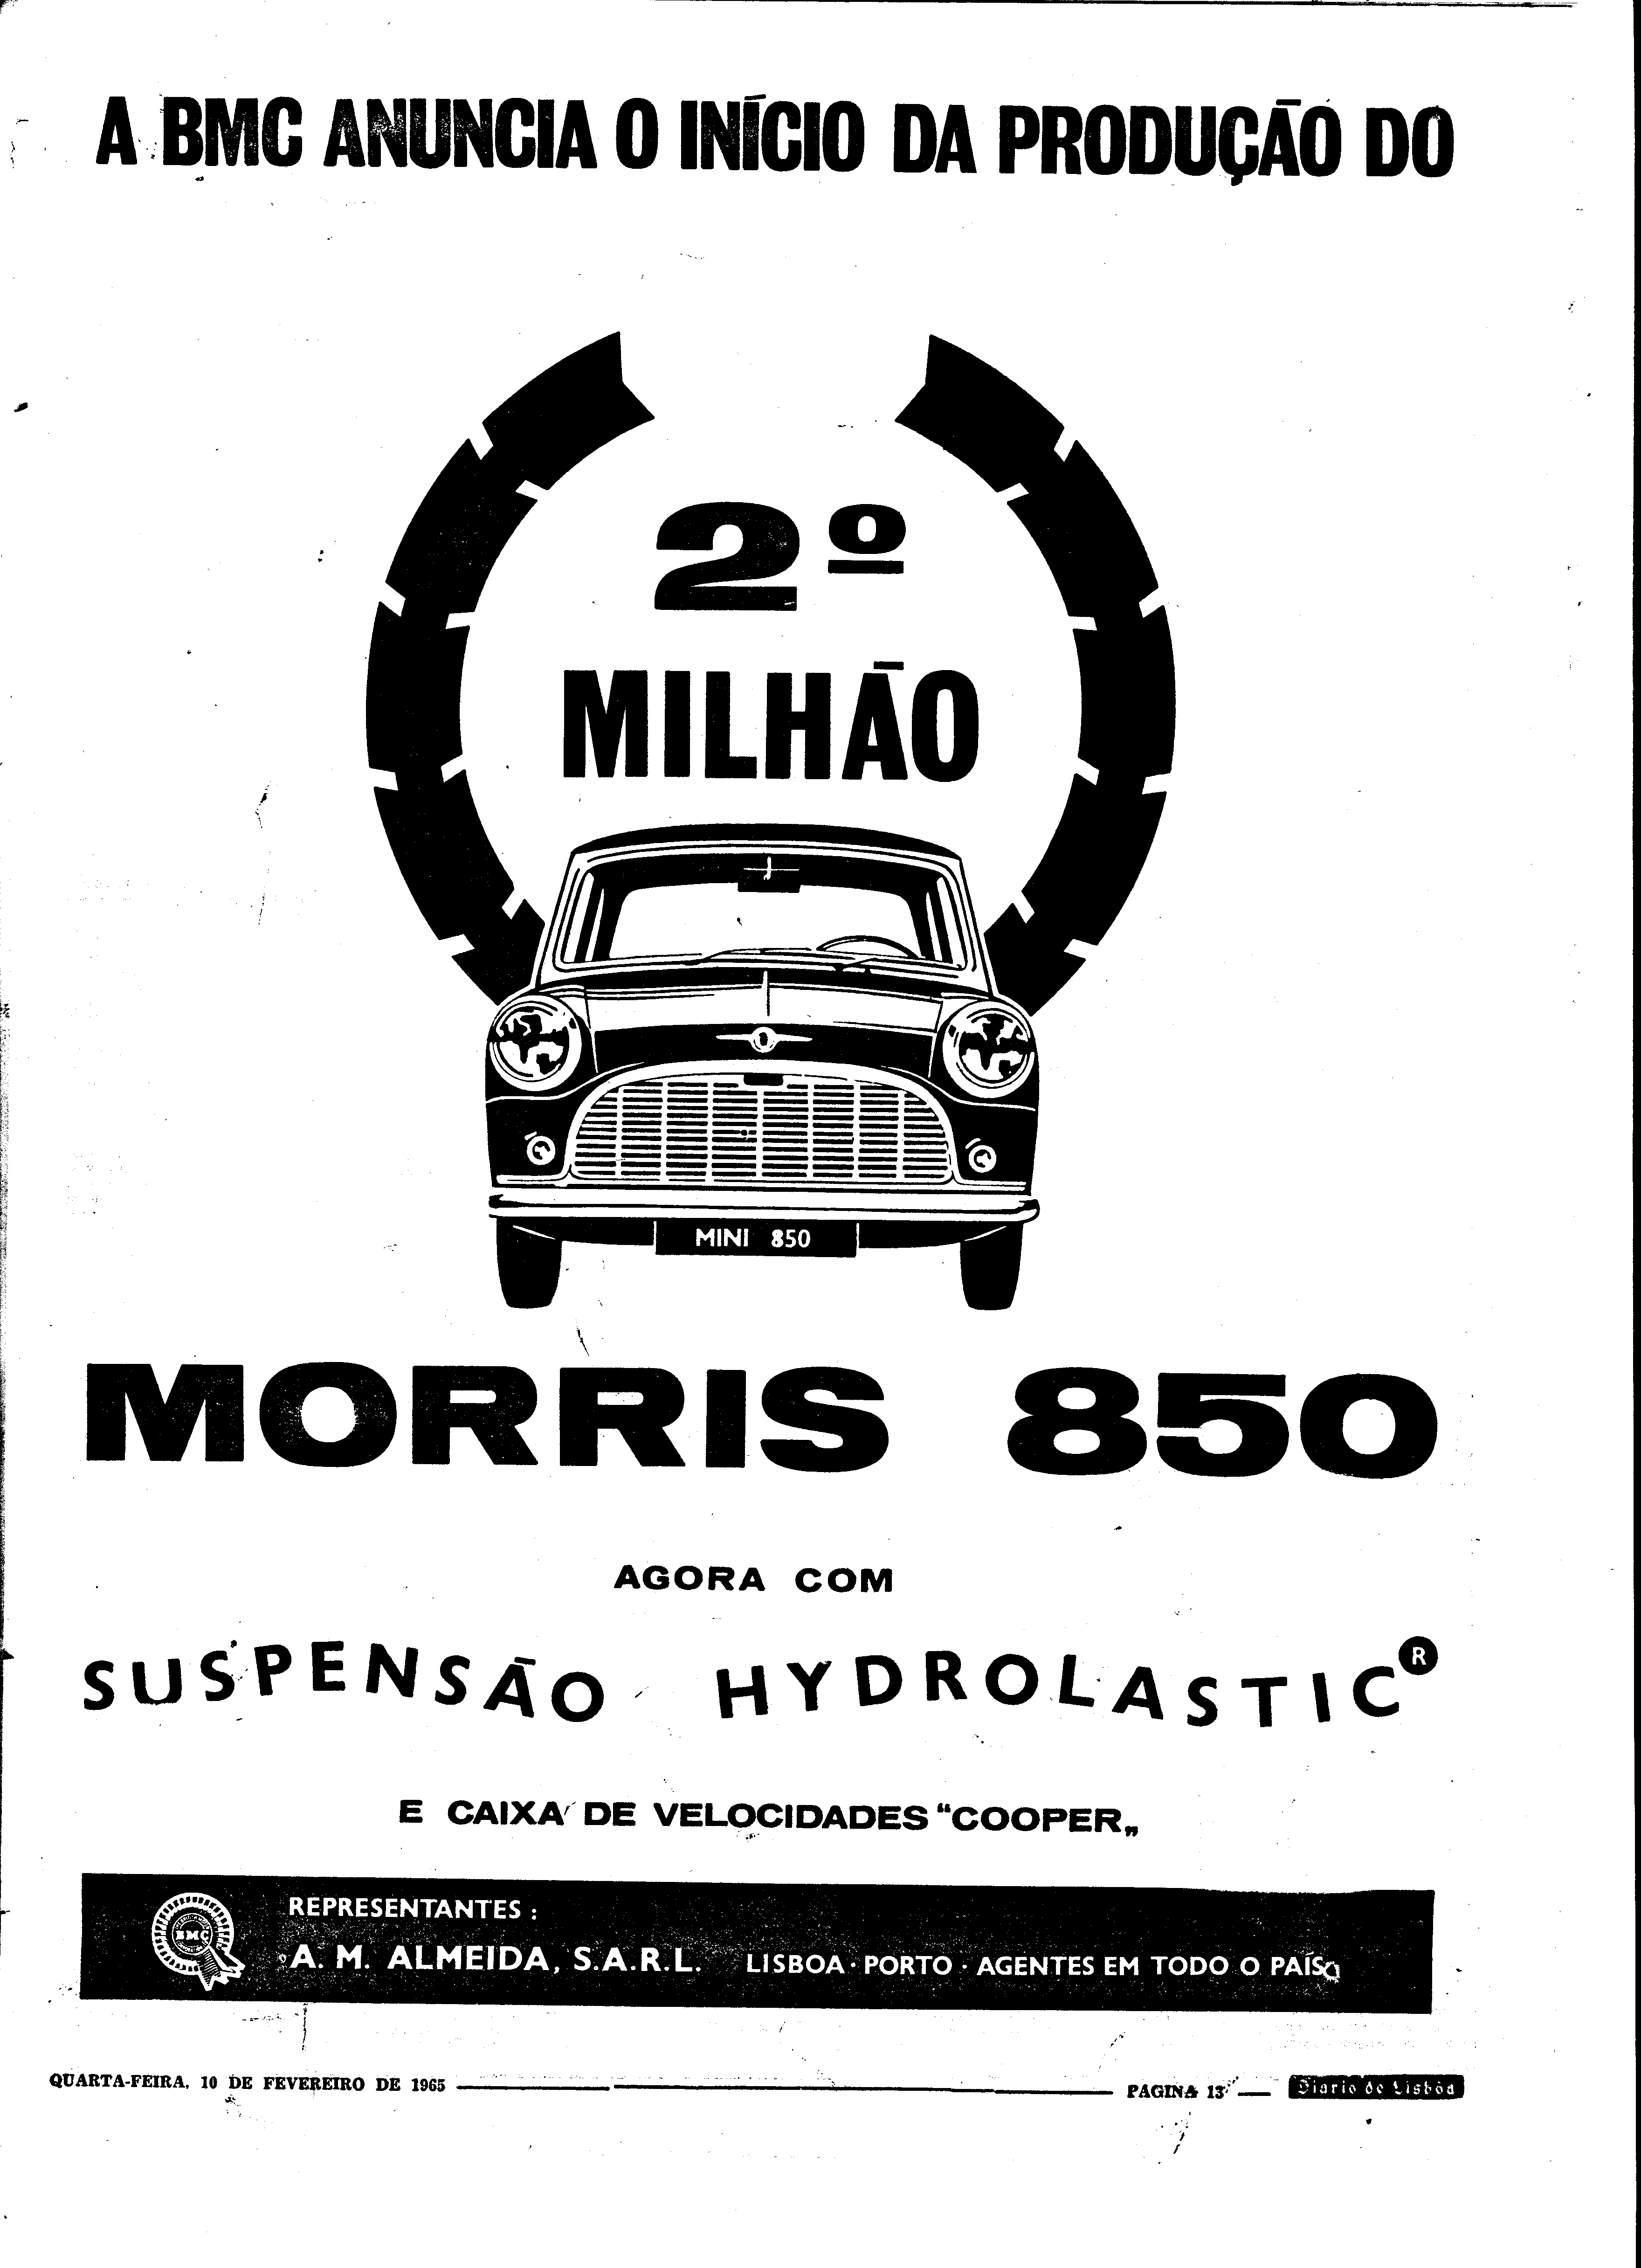 A BMC ANUNCIA O INÍCIO DA PRODUÇÃO DO
2º
MILHÃO
MINI 850
MORRIS 850
AGORA COM
SUSPENSÃO HYDROLASTIC®
E CAIXA DE VELOCIDADES "COOPER„
BMC
REPRESENTANTES :
A. M. ALMEIDA, S.A.R.L. LISBOA · PORTO · AGENTES EM TODO O PAÍS
QUARTA-FEIRA, 10 DE FEVEREIRO DE 1965
PAGINA 13
Diario de Lisbôa